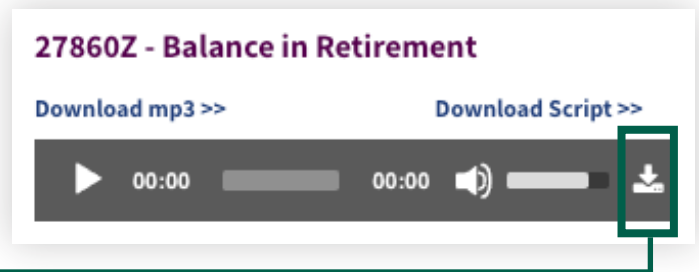 27860Z - Balance in Retirement
Download mp3 >> Download Script >>
00:00 00:00